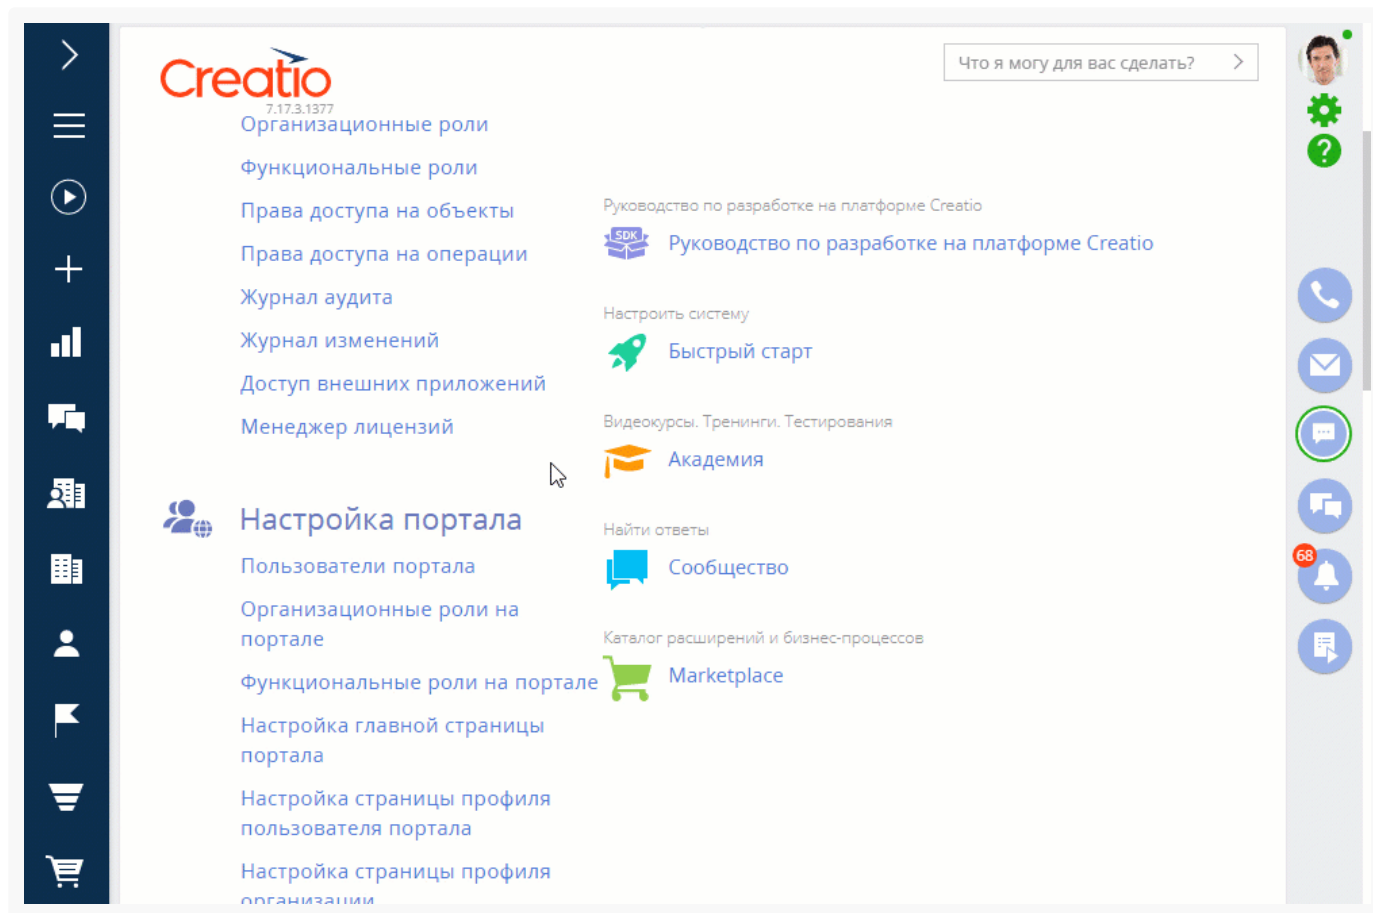 Creatio
7.17.3.1377
Что я могу для вас сделать?
Организационные роли
Функциональные роли
Права доступа на объекты
Права доступа на операции
Журнал аудита
Журнал изменений
Доступ внешних приложений
Менеджер лицензий
Настройка портала
Пользователи портала
Организационные роли на
портале
Функциональные роли на портале
Настройка главной страницы
портала
Настройка страницы профиля
пользователя портала
Настройка страницы профиля
организации
Руководство по разработке на платформе Creatio
SDK
Руководство по разработке на платформе Creatio
Настроить систему
Быстрый старт
Видеокурсы. Тренинги. Тестирования
Академия
Найти ответы
Сообщество
Каталог расширений и бизнес-процессов
Marketplace
?
68